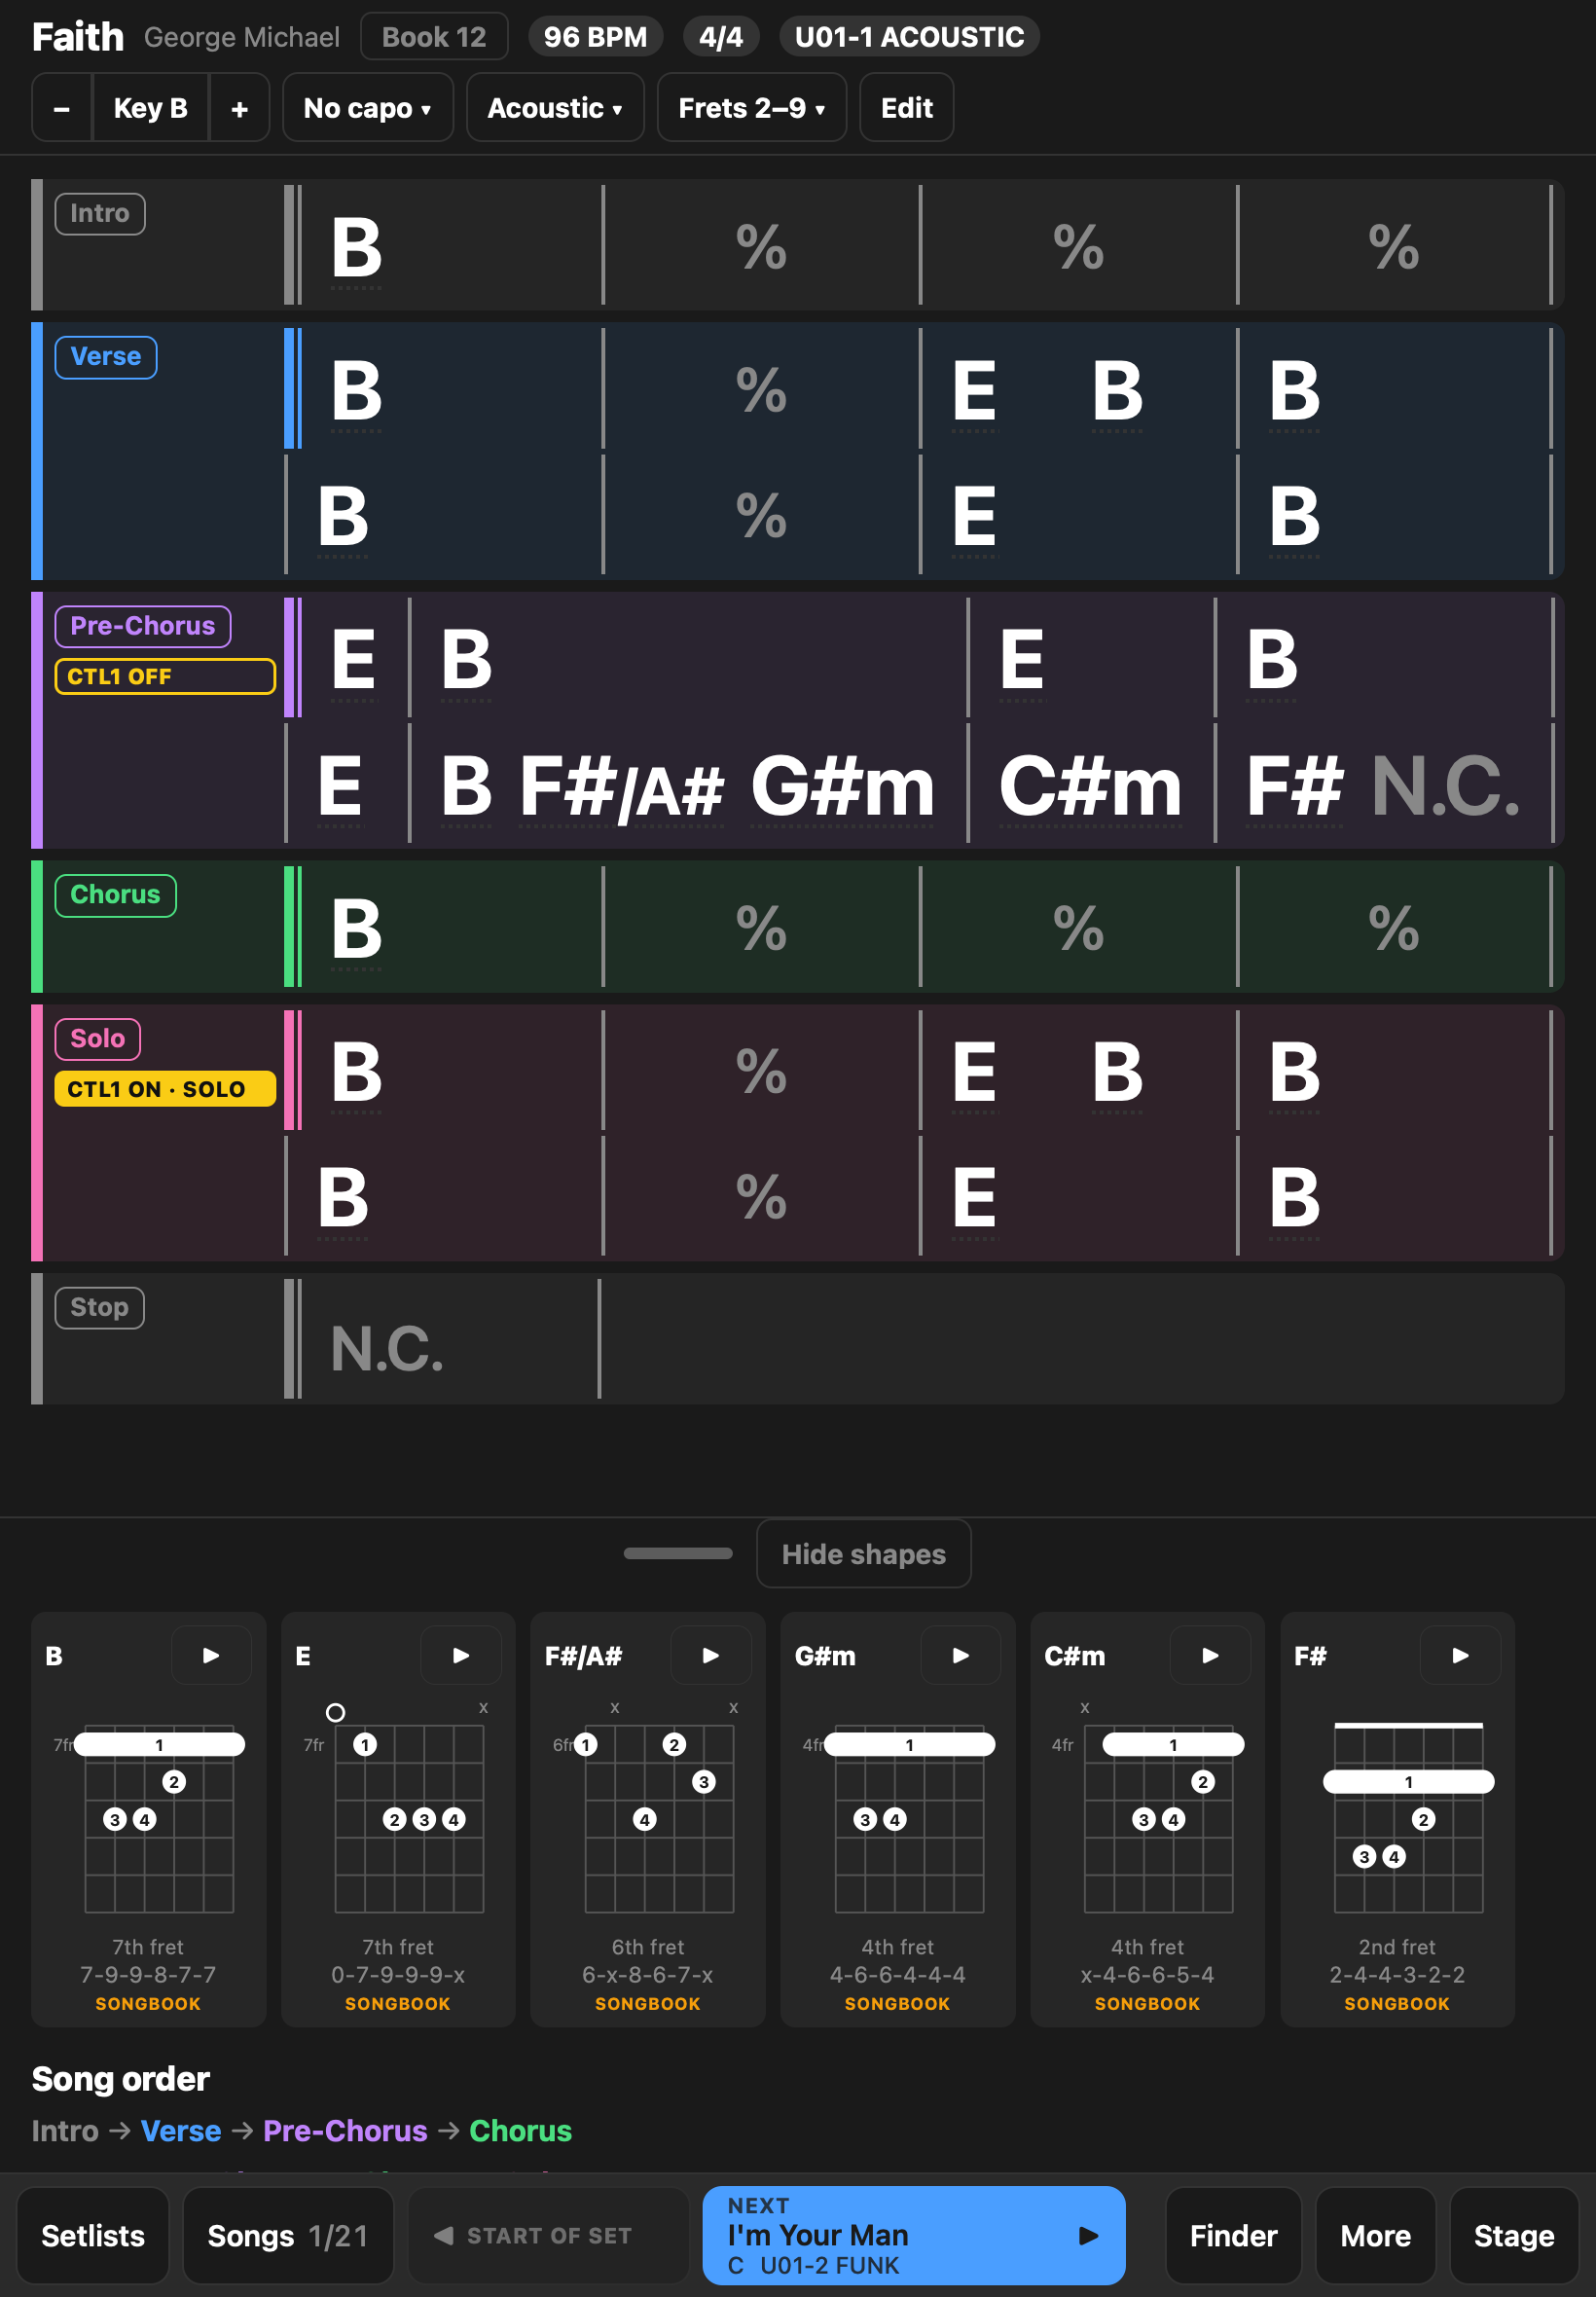 Faith George Michael Book 12 96 BPM 4/4 U01-1 ACOUSTIC
– Key B + No capo ▾ Acoustic ▾ Frets 2–9 ▾ Edit
Intro B % % %
Verse B % E B B
B % E B
Pre-Chorus E B E B
CTL1 OFF
E B F#/A# G#m C#m F# N.C.
Chorus B % % %
Solo B % E B B
CTL1 ON · SOLO
B % E B
Stop N.C.
Hide shapes
B ▶ E ▶ F#/A# ▶ G#m ▶ C#m ▶ F# ▶
x x x x
7fr 1 7fr 1 6fr 1 2 4fr 1 4fr 1
2 3 2 1
3 4 2 3 4 4 3 4 3 4 2
3 4
7th fret 7th fret 6th fret 4th fret 4th fret 2nd fret
7-9-9-8-7-7 0-7-9-9-9-x 6-x-8-6-7-x 4-6-6-4-4-4 x-4-6-6-5-4 2-4-4-3-2-2
SONGBOOK SONGBOOK SONGBOOK SONGBOOK SONGBOOK SONGBOOK
Song order
Intro → Verse → Pre-Chorus → Chorus
NEXT
Setlists Songs 1/21 ◀ START OF SET I'm Your Man ▶ Finder More Stage
C U01-2 FUNK